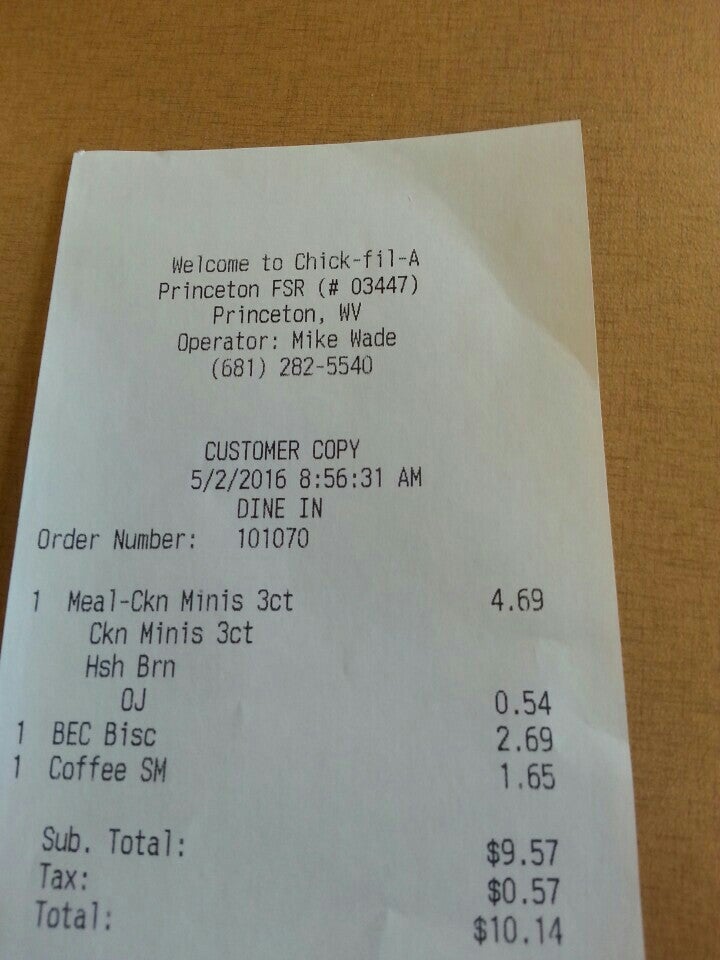 Welcome to Chick-fil-A
Princeton FSR (# 03447)
Princeton, WV
Operator: Mike Wade
(681) 282-5540
CUSTOMER COPY
5/2/2016 8:56:31 AM
DINE IN
Order Number: 101070
1 Meal-Ckn Minis 3ct 4.69
Ckn Minis 3ct
Hsh Brn
OJ 0.54
1 BEC Bisc 2.69
1 Coffee SM 1.65
Sub. Total: $9.57
Tax: $0.57
Total: $10.14